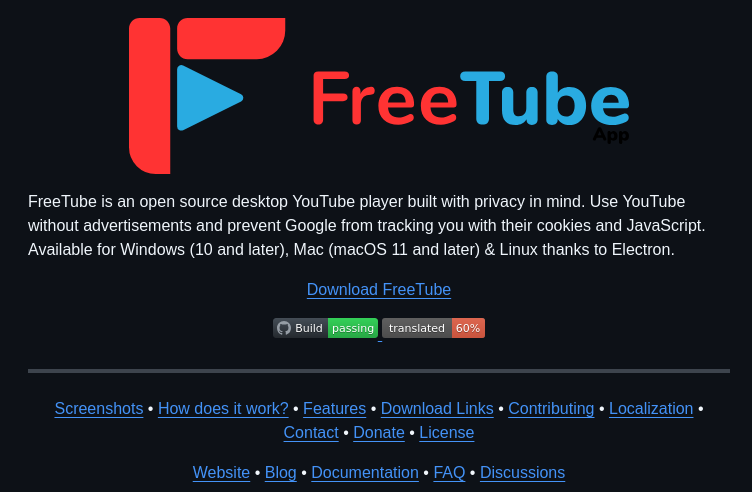 FreeTube
App
FreeTube is an open source desktop YouTube player built with privacy in mind. Use YouTube
without advertisements and prevent Google from tracking you with their cookies and JavaScript.
Available for Windows (10 and later), Mac (macOS 11 and later) & Linux thanks to Electron.
Download FreeTube
Build passing translated 60%
Screenshots • How does it work? • Features • Download Links • Contributing • Localization •
Contact • Donate • License
Website • Blog • Documentation • FAQ • Discussions